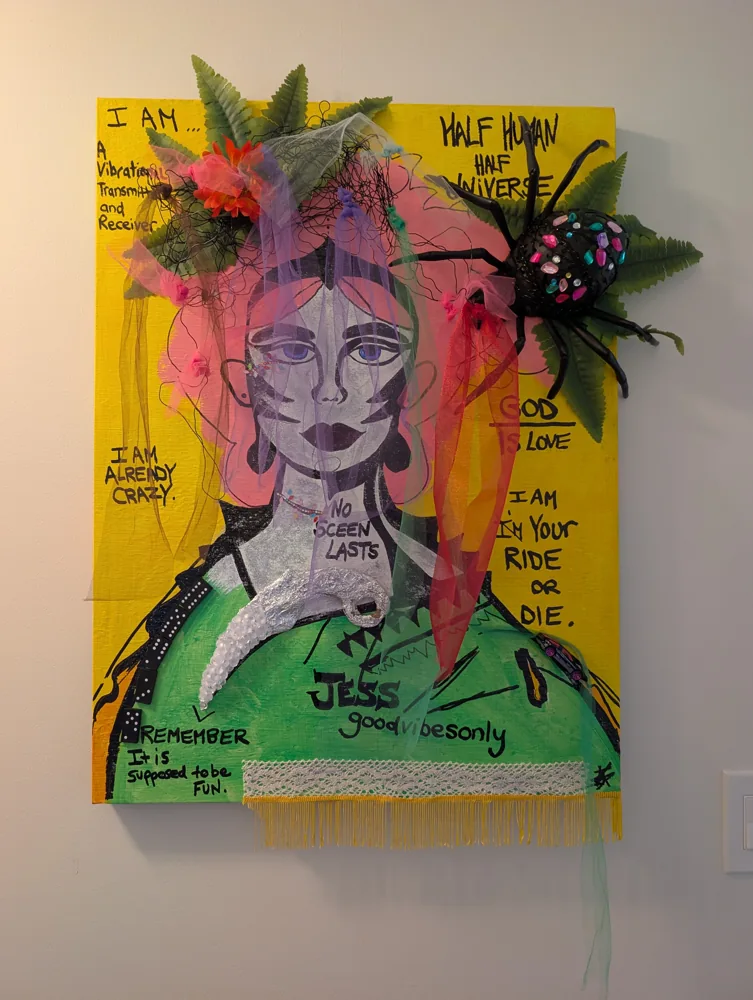 I AM ...
A
Vibrational
Transmitter
and
Receiver
HALF HUMAN
HALF
UNIVERSE
GOD
IS LOVE
I AM
ALREADY
CRAZY.
I AM
I'm Your
RIDE
OR
DIE.
NO
SCEEN
LASTS
JESS
goodvibesonly
REMEMBER
It is
supposed to be
FUN.